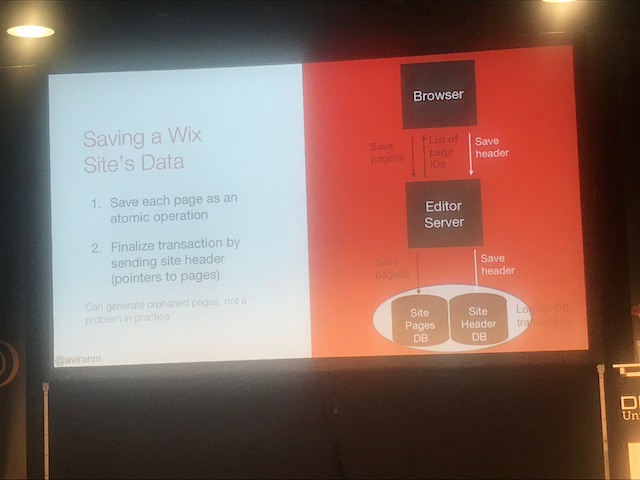 Saving a Wix
Site's Data
1. Save each page as an
atomic operation
2. Finalize transaction by
sending site header
(pointers to pages)
Can generate orphaned pages, not a
problem in practice
@aviranm
Browser
Save
page(s)
List of
page
IDs
Save
header
Editor
Server
Save
page(s)
Save
header
Site
Pages
DB
Site
Header
DB
Logical DB
transaction